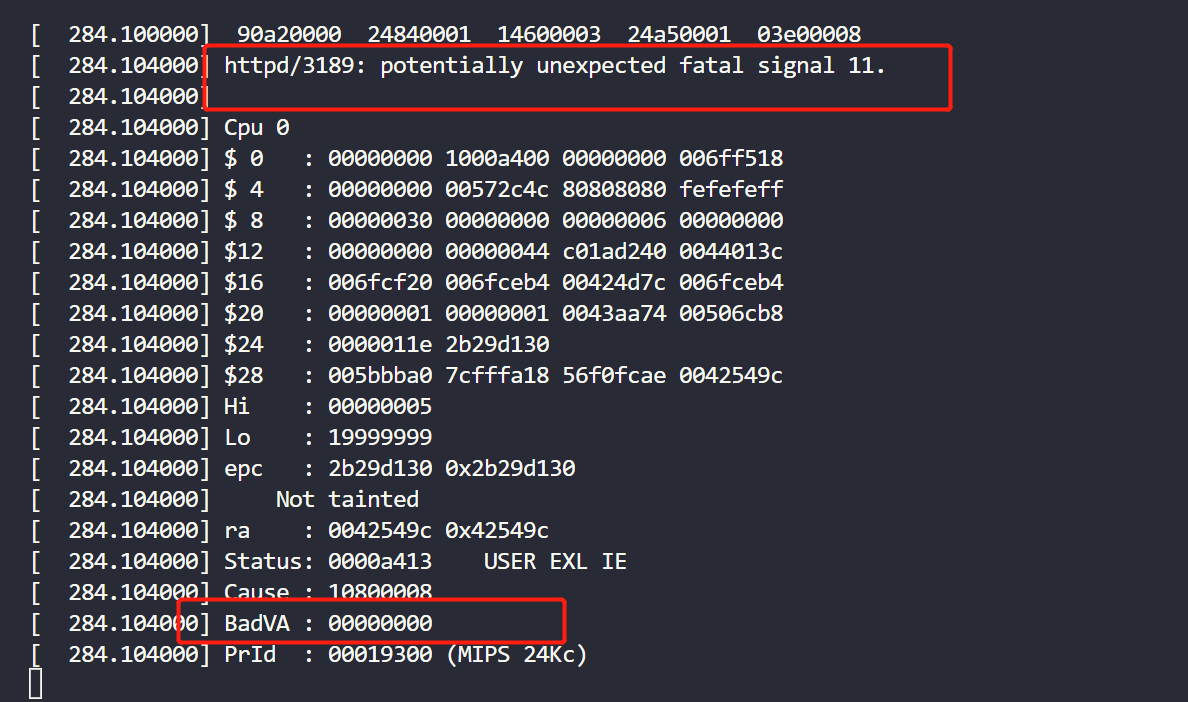 [  284.100000]  90a20000  24840001  14600003  24a50001  03e00008
[  284.104000] httpd/3189: potentially unexpected fatal signal 11.
[  284.104000]
[  284.104000] Cpu 0
[  284.104000] $ 0   : 00000000 1000a400 00000000 006ff518
[  284.104000] $ 4   : 00000000 00572c4c 80808080 fefefeff
[  284.104000] $ 8   : 00000030 00000000 00000006 00000000
[  284.104000] $12   : 00000000 00000044 c01ad240 0044013c
[  284.104000] $16   : 006fcf20 006fceb4 00424d7c 006fceb4
[  284.104000] $20   : 00000001 00000001 0043aa74 00506cb8
[  284.104000] $24   : 0000011e 2b29d130
[  284.104000] $28   : 005bbba0 7cfffa18 56f0fcae 0042549c
[  284.104000] Hi    : 00000005
[  284.104000] Lo    : 19999999
[  284.104000] epc   : 2b29d130 0x2b29d130
[  284.104000]     Not tainted
[  284.104000] ra    : 0042549c 0x42549c
[  284.104000] Status: 0000a413    USER EXL IE
[  284.104000] Cause : 10800008
[  284.104000] BadVA : 00000000
[  284.104000] PrId  : 00019300 (MIPS 24Kc)